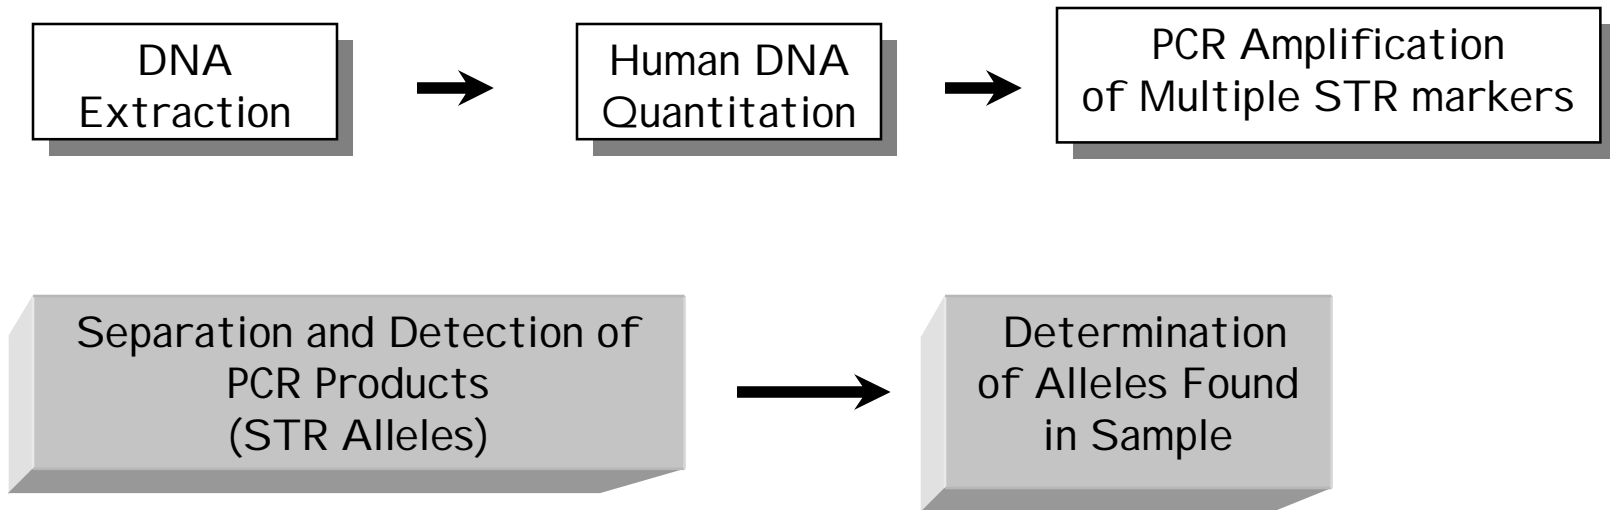 DNA
Extraction
Human DNA
Quantitation
PCR Amplification
of Multiple STR markers
Separation and Detection of
PCR Products
(STR Alleles)
Determination
of Alleles Found
in Sample